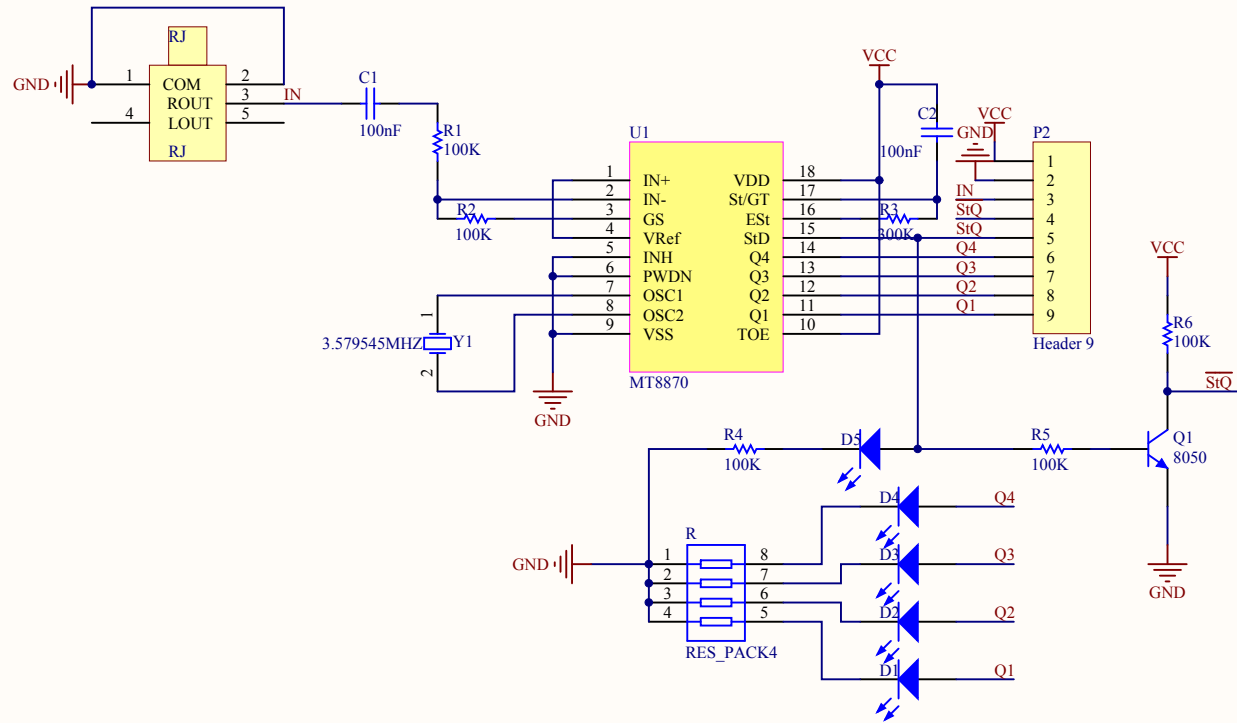 RJ
GND
1
COM
2
ROUT
3
IN
4
LOUT
5
RJ
C1
100nF
R1
100K
R2
100K
U1
1 IN+ VDD 18
2 IN- St/GT 17
3 GS ESt 16
4 VRef StD 15
5 INH Q4 14
6 PWDN Q3 13
7 OSC1 Q2 12
8 OSC2 Q1 11
9 VSS TOE 10
MT8870
GND
1
3.579545MHZ Y1
2
VCC
C2
100nF
R3
300K
VCC
GND
P2
1
2
IN 3
StQ 4
StQ 5
Q4 6
Q3 7
Q2 8
Q1 9
Header 9
VCC
R6
100K
StQ
Q1
8050
GND
R4
100K
D5
R5
100K
D4 Q4
D3 Q3
D2 Q2
D1 Q1
GND
R
1 8
2 7
3 6
4 5
RES_PACK4